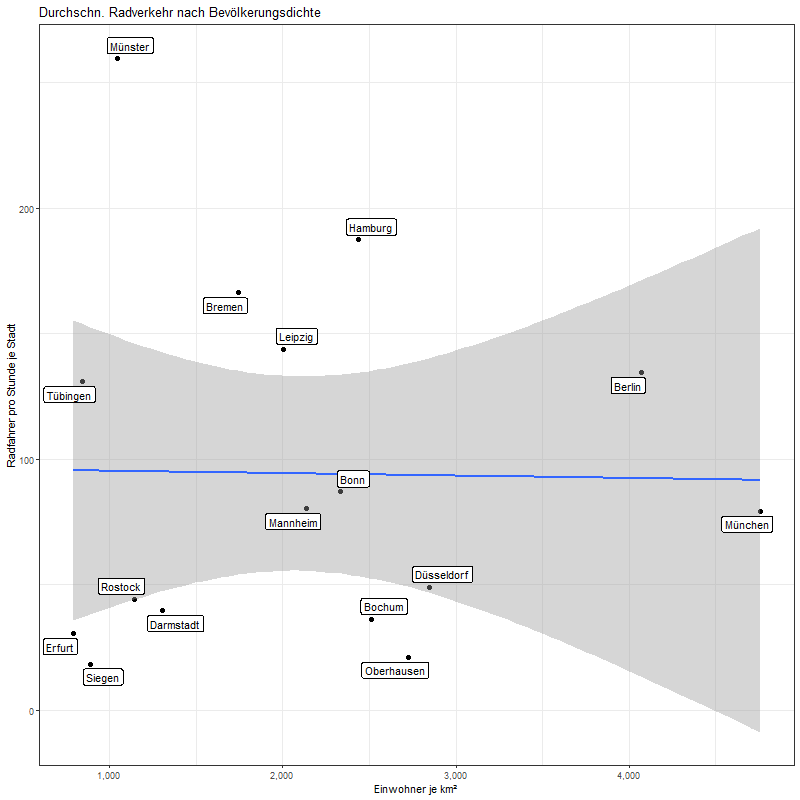 Durchschn. Radverkehr nach Bevölkerungsdichte
Münster
200
Hamburg
Bremen
Leipzig
Berlin
Tübingen
Radfahrer pro Stunde je Stadt
100
Bonn
Mannheim
München
Düsseldorf
Rostock
Bochum
Darmstadt
Erfurt
Oberhausen
Siegen
0
1,000
2,000
3,000
4,000
Einwohner je km²